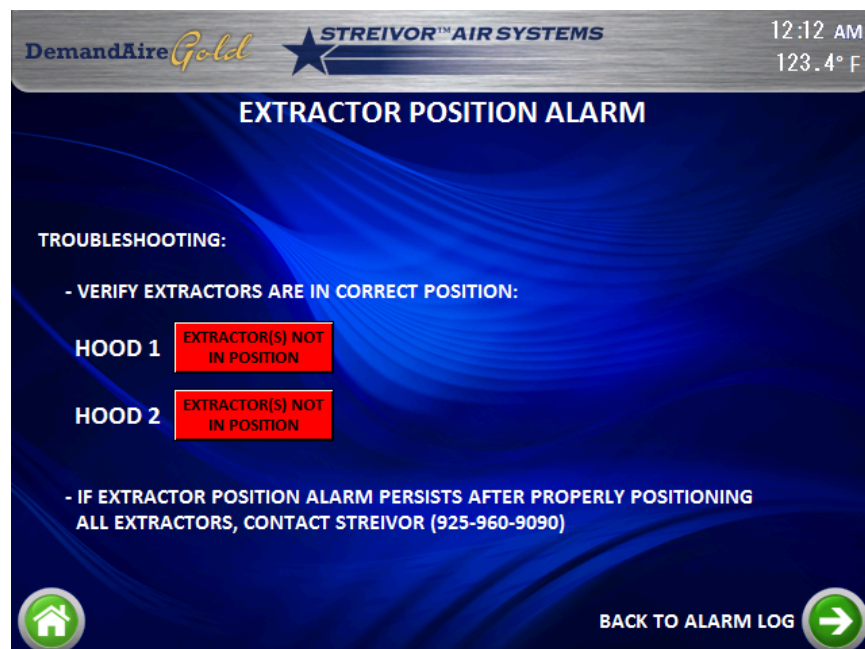 DemandAire Gold
STREIVOR™ AIR SYSTEMS
12:12 AM
123.4° F
EXTRACTOR POSITION ALARM
TROUBLESHOOTING:
- VERIFY EXTRACTORS ARE IN CORRECT POSITION:
HOOD 1
EXTRACTOR(S) NOT
IN POSITION
HOOD 2
EXTRACTOR(S) NOT
IN POSITION
- IF EXTRACTOR POSITION ALARM PERSISTS AFTER PROPERLY POSITIONING
ALL EXTRACTORS, CONTACT STREIVOR (925-960-9090)
BACK TO ALARM LOG